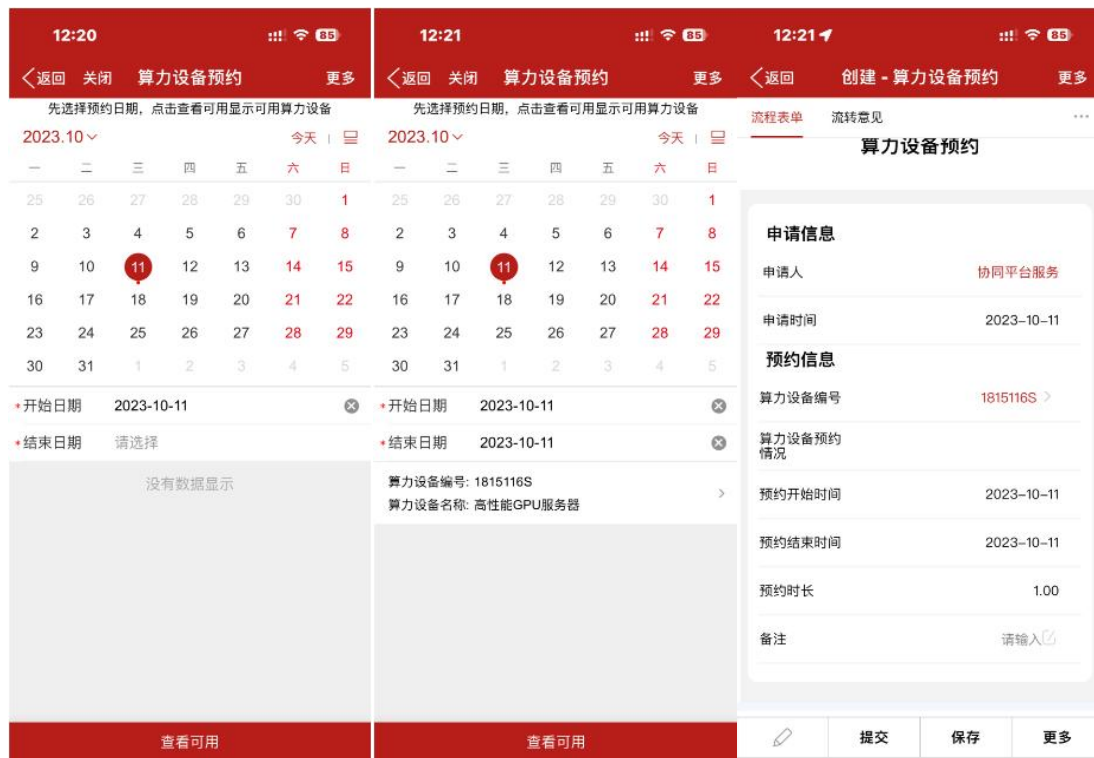 12:20
85
返回 关闭 算力设备预约 更多
先选择预约日期，点击查看可用显示可用算力设备
2023.10 今天
一 二 三 四 五 六 日
25 26 27 28 29 30 1
2 3 4 5 6 7 8
9 10 11 12 13 14 15
16 17 18 19 20 21 22
23 24 25 26 27 28 29
30 31 1 2 3 4 5
*开始日期 2023-10-11
*结束日期 请选择
没有数据显示
查看可用
12:21
85
返回 关闭 算力设备预约 更多
先选择预约日期，点击查看可用显示可用算力设备
2023.10 今天
一 二 三 四 五 六 日
25 26 27 28 29 30 1
2 3 4 5 6 7 8
9 10 11 12 13 14 15
16 17 18 19 20 21 22
23 24 25 26 27 28 29
30 31 1 2 3 4 5
*开始日期 2023-10-11
*结束日期 2023-10-11
算力设备编号: 1815116S
算力设备名称: 高性能GPU服务器
查看可用
12:21
85
返回 创建 - 算力设备预约 更多
流程表单 流转意见 ...
算力设备预约
申请信息
申请人 协同平台服务
申请时间 2023-10-11
预约信息
算力设备编号 1815116S
算力设备预约
情况
预约开始时间 2023-10-11
预约结束时间 2023-10-11
预约时长 1.00
备注 请输入
提交 保存 更多